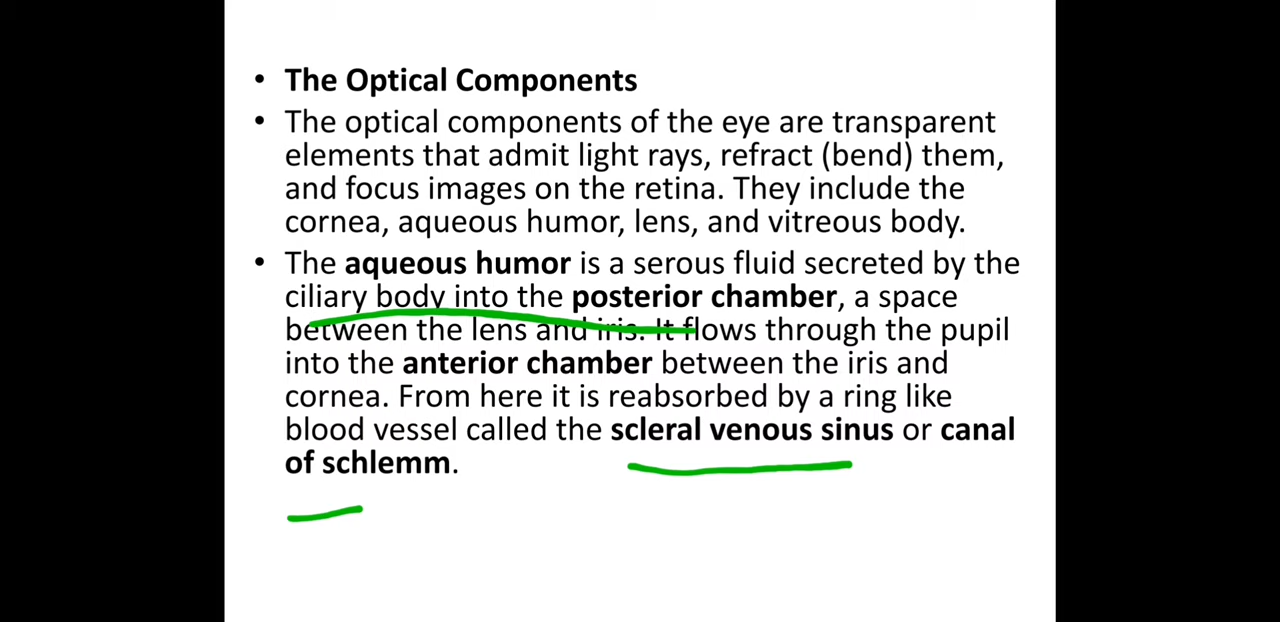 • The Optical Components
• The optical components of the eye are transparent
elements that admit light rays, refract (bend) them,
and focus images on the retina. They include the
cornea, aqueous humor, lens, and vitreous body.
• The aqueous humor is a serous fluid secreted by the
ciliary body into the posterior chamber, a space
between the lens and iris. It flows through the pupil
into the anterior chamber between the iris and
cornea. From here it is reabsorbed by a ring like
blood vessel called the scleral venous sinus or canal
of schlemm.